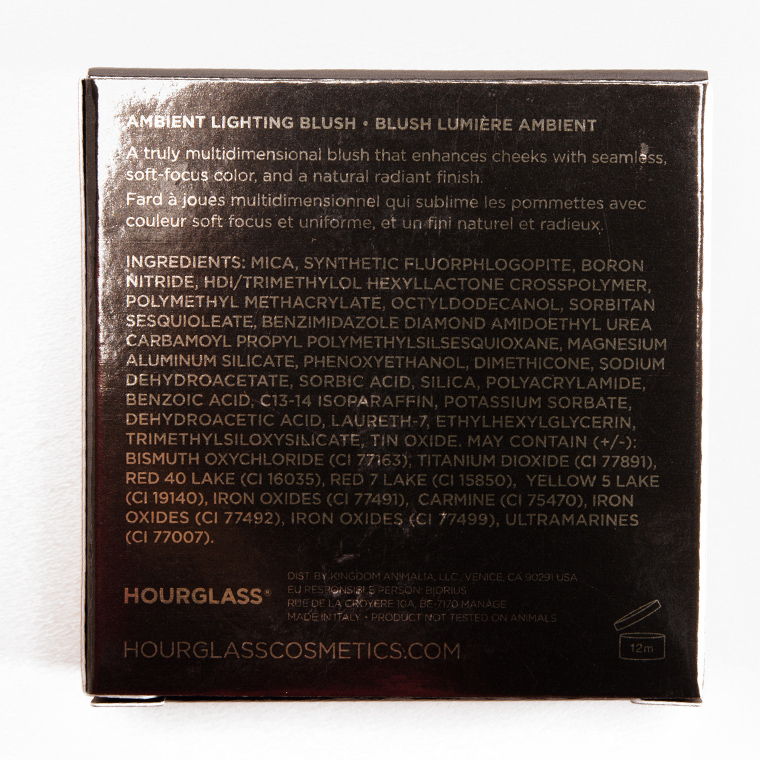 AMBIENT LIGHTING BLUSH • BLUSH LUMIÈRE AMBIENT
A truly multidimensional blush that enhances cheeks with seamless,
soft-focus color, and a natural radiant finish.
Fard à joues multidimensionnel qui sublime les pommettes avec
couleur soft focus et uniforme, et un fini naturel et radieux.
INGREDIENTS: MICA, SYNTHETIC FLUORPHLOGOPITE, BORON
NITRIDE, HDI/TRIMETHYLOL HEXYLLACTONE CROSSPOLYMER,
POLYMETHYL METHACRYLATE, OCTYLDODECANOL, SORBITAN
SESQUIOLEATE, BENZIMIDAZOLE DIAMOND AMIDOETHYL UREA
CARBAMOYL PROPYL POLYMETHYLSILSESQUIOXANE, MAGNESIUM
ALUMINUM SILICATE, PHENOXYETHANOL, DIMETHICONE, SODIUM
DEHYDROACETATE, SORBIC ACID, SILICA, POLYACRYLAMIDE,
BENZOIC ACID, C13-14 ISOPARAFFIN, POTASSIUM SORBATE,
DEHYDROACETIC ACID, LAURETH-7, ETHYLHEXYLGLYCERIN,
TRIMETHYLSILOXYSILICATE, TIN OXIDE. MAY CONTAIN (+/-):
BISMUTH OXYCHLORIDE (CI 77163), TITANIUM DIOXIDE (CI 77891),
RED 40 LAKE (CI 16035), RED 7 LAKE (CI 15850), YELLOW 5 LAKE
(CI 19140), IRON OXIDES (CI 77491), CARMINE (CI 75470), IRON
OXIDES (CI 77492), IRON OXIDES (CI 77499), ULTRAMARINES
(CI 77007).
DIST. BY KINGDOM ANIMALIA, LLC., VENICE, CA 90291 USA
EU RESPONSIBLE PERSON: BIORIUS
RUE DE LA CROYERE 10A, BE-7170 MANAGE
MADE IN ITALY • PRODUCT NOT TESTED ON ANIMALS
HOURGLASS®
HOURGLASSCOSMETICS.COM
12m